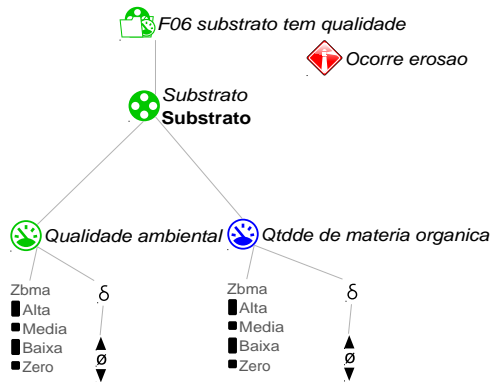 F06 substrato tem qualidade
Ocorre erosao
Substrato
Substrato
Qualidade ambiental
Qtdde de materia organica
Zbma
Alta
Media
Baixa
Zero
δ
ø
Zbma
Alta
Media
Baixa
Zero
δ
ø